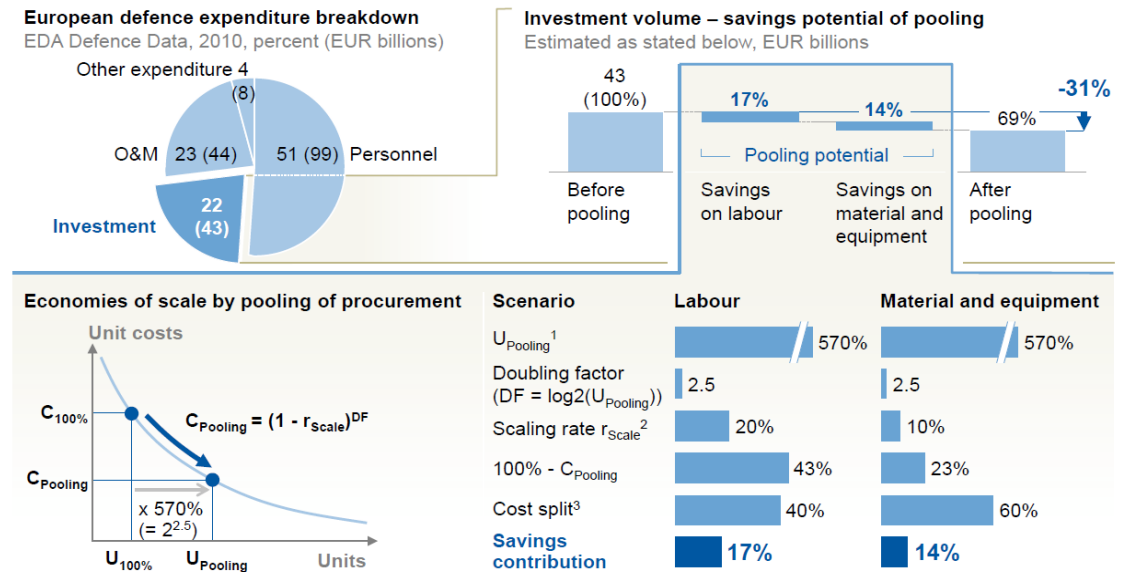 European defence expenditure breakdown
EDA Defence Data, 2010, percent (EUR billions)
Other expenditure 4
(8)
O&M
23 (44)
51 (99)
Personnel
22
(43)
Investment
Investment volume – savings potential of pooling
Estimated as stated below, EUR billions
43
(100%)
17%
14%
69%
-31%
Pooling potential
Before
pooling
Savings
on labour
Savings on
material and
equipment
After
pooling
Economies of scale by pooling of procurement
Unit costs
C100%
CPooling = (1 - rScale)DF
CPooling
x 570%
(= 22.5)
U100%
UPooling
Units
Scenario
Labour
Material and equipment
UPooling1
570%
570%
Doubling factor
(DF = log2(UPooling))
2.5
2.5
Scaling rate rScale2
20%
10%
100% - CPooling
43%
23%
Cost split3
40%
60%
Savings
contribution
17%
14%